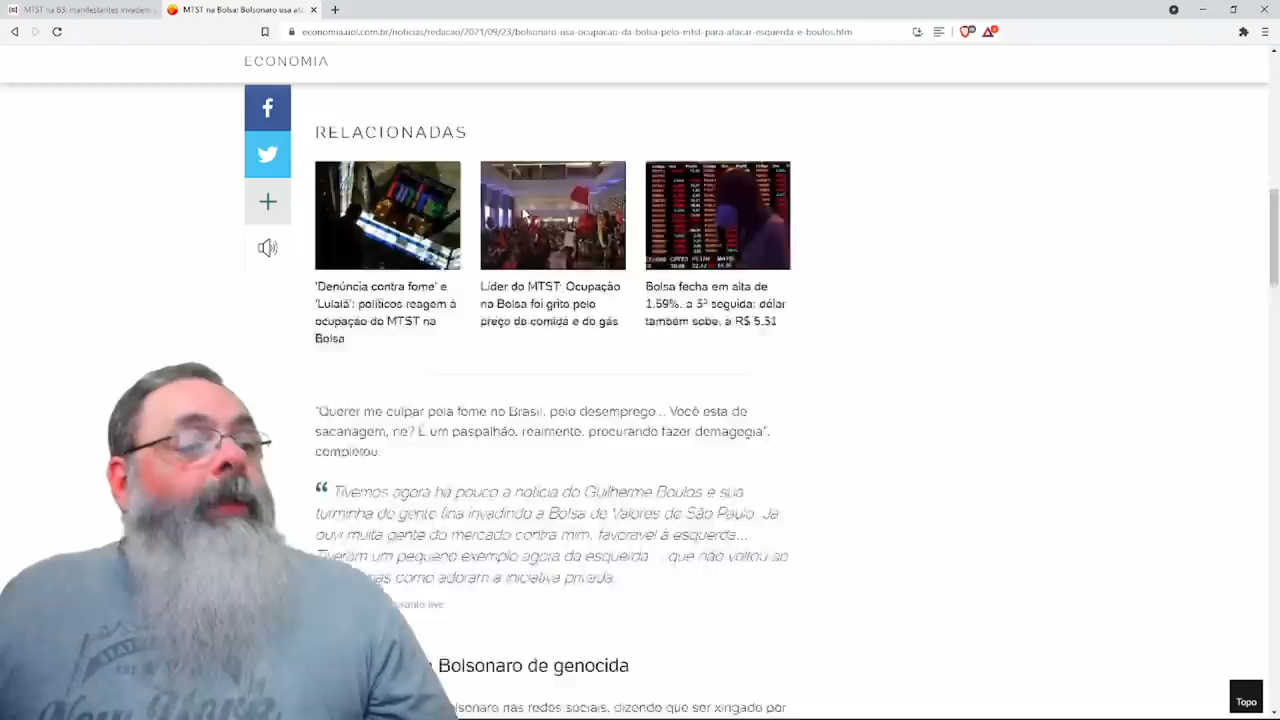 MTST na B3: manifestantes invadem s
MTST na Bolsa: Bolsonaro usa ato
economia.uol.com.br/noticias/redacao/2021/09/23/bolsonaro-usa-ocupacao-da-bolsa-pelo-mtst-para-atacar-esquerda-e-boulos.htm
ECONOMIA
RELACIONADAS
'Denúncia contra fome' e
'Lulalá': políticos reagem à
ocupação do MTST na
Bolsa
Líder do MTST: Ocupação
na Bolsa foi grito pelo
preço da comida e do gás
Bolsa fecha em alta de
1,59%, a 3ª seguida; dólar
também sobe, a R$ 5,31
"Querer me culpar pela fome no Brasil, pelo desemprego... Você está de
sacanagem, né? É um paspalhão, realmente, procurando fazer demagogia",
completou.
“ Tivemos agora há pouco a notícia do Guilherme Boulos e sua
turminha de gente fina invadindo a Bolsa de Valores de São Paulo. Já
ouvi muita gente do mercado contra mim, favorável à esquerda...
Tiveram um pequeno exemplo agora da esquerda... que não voltou ao
como adoram a iniciativa privada.
durante live
Bolsonaro de genocida
nas redes sociais, dizendo que ser xingado por
Topo